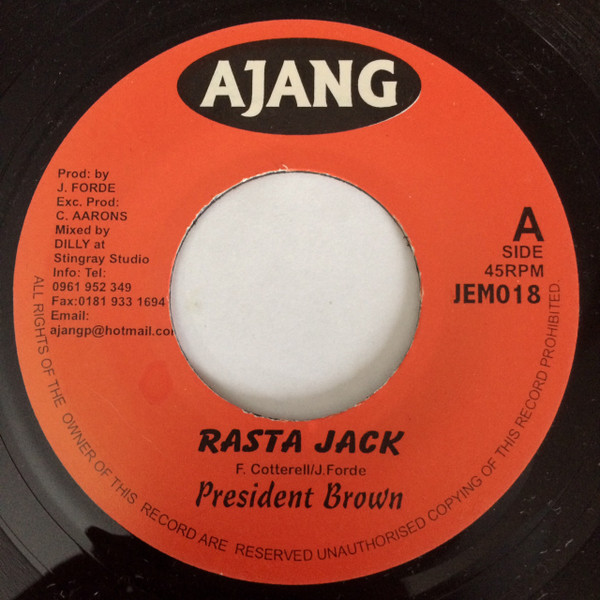 AJANG
Prod: by
J. FORDE
Exc. Prod:
C. AARONS
Mixed by
DILLY at
Stingray Studio
Info: Tel:
0961 952 349
Fax:0181 933 1694
Email:
ajangp@hotmail.co
A
SIDE
45RPM
JEM018
RASTA JACK
F. Cotterell/J.Forde
President Brown
ALL RIGHTS OF THE OWNER OF THIS RECORD ARE RESERVED UNAUTHORISED COPYING OF THIS RECORD PROHIBITED.